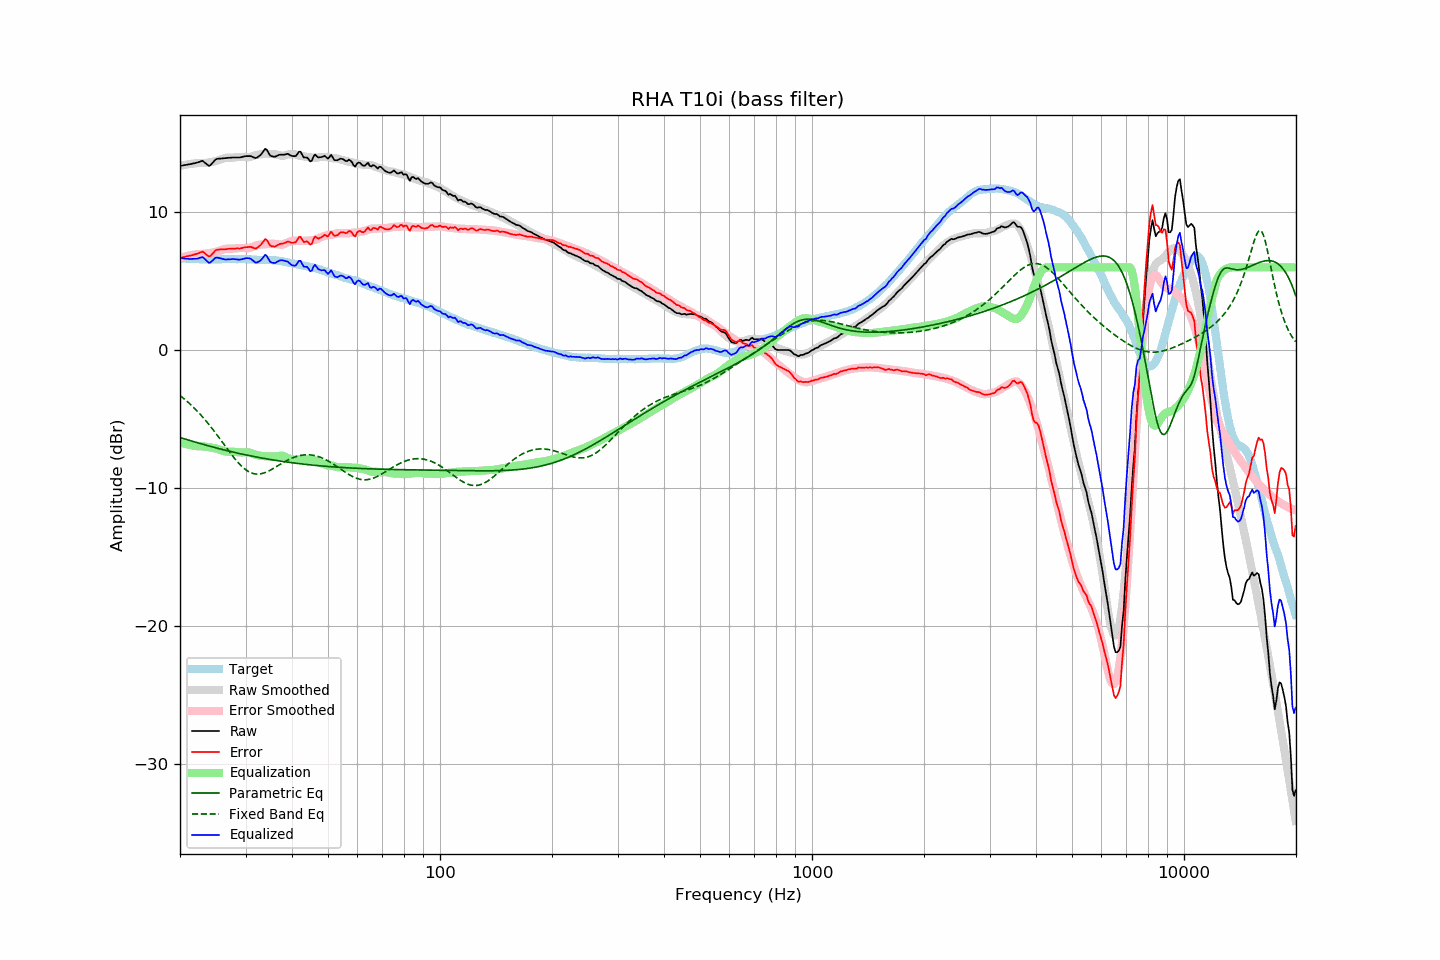 RHA T10i (bass filter)
Amplitude (dBr)
10
0
−10
−20
−30
Target
Raw Smoothed
Error Smoothed
Raw
Error
Equalization
Parametric Eq
Fixed Band Eq
Equalized
100 1000 10000
Frequency (Hz)